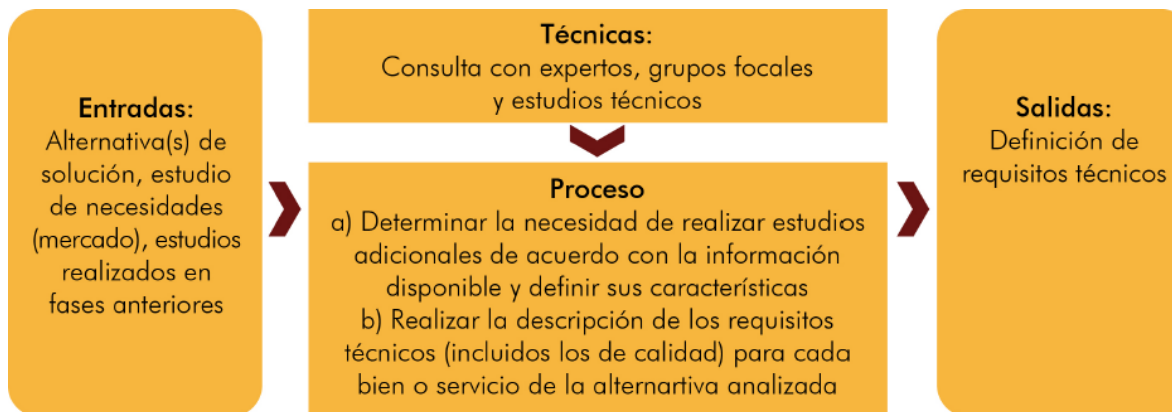 Entradas:
Alternativa(s) de
solución, estudio
de necesidades
(mercado), estudios
realizados en
fases anteriores
Técnicas:
Consulta con expertos, grupos focales
y estudios técnicos
Proceso
a) Determinar la necesidad de realizar estudios
adicionales de acuerdo con la información
disponible y definir sus características
b) Realizar la descripción de los requisitos
técnicos (incluidos los de calidad) para cada
bien o servicio de la alternartiva analizada
Salidas:
Definición de
requisitos técnicos